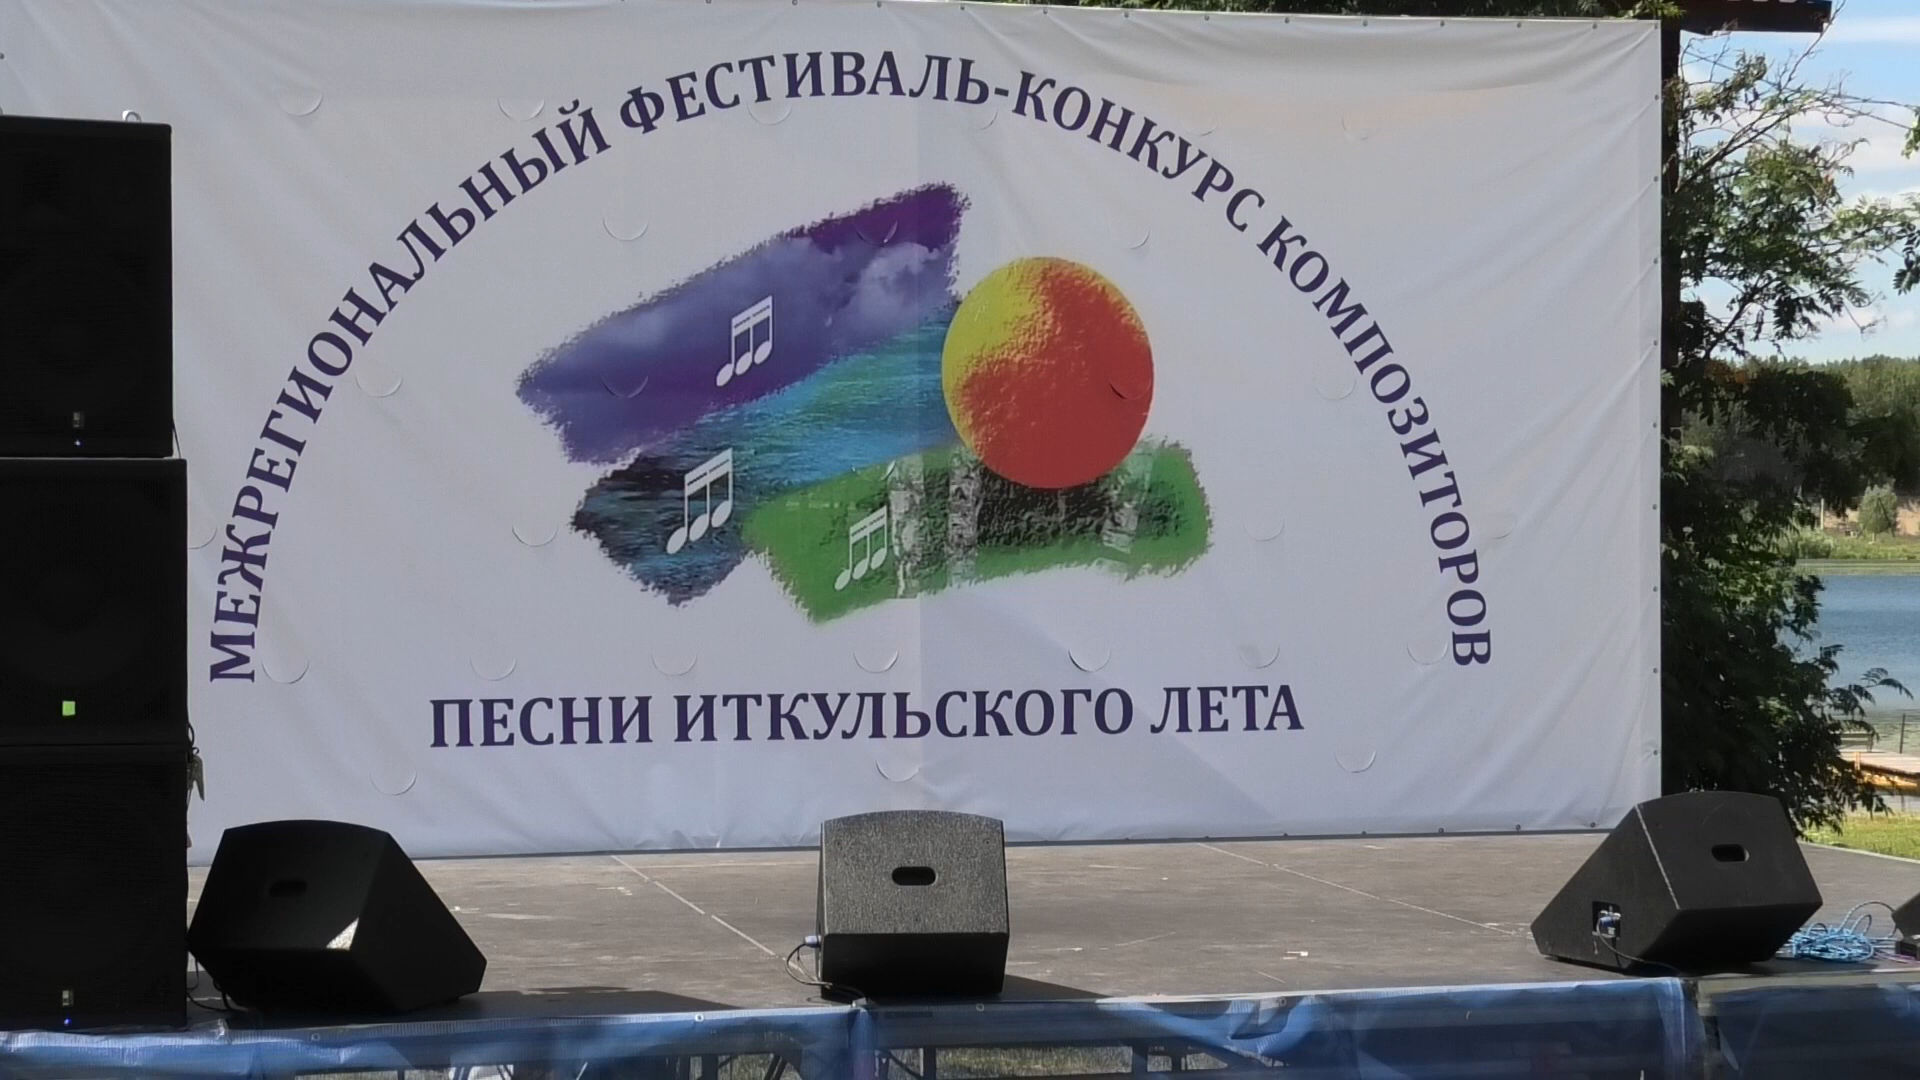 МЕЖРЕГИОНАЛЬНЫЙ ФЕСТИВАЛЬ-КОНКУРС КОМПОЗИТОРОВ
ПЕСНИ ИТКУЛЬСКОГО ЛЕТА